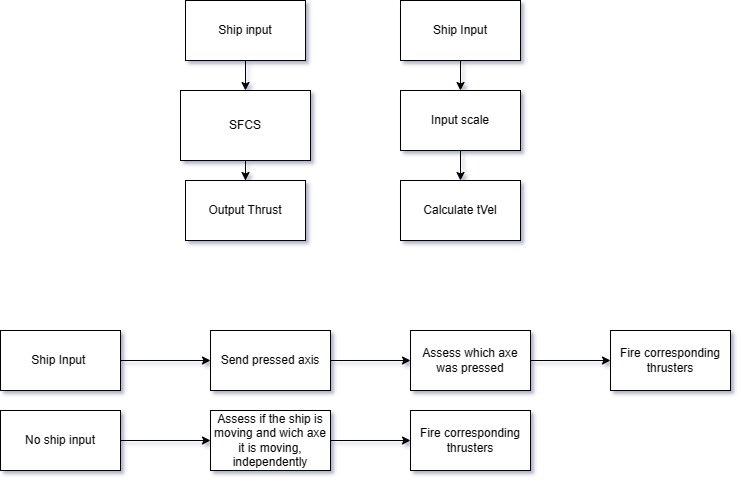 Ship input
Ship Input
SFCS
Input scale
Output Thrust
Calculate tVel
Ship Input
Send pressed axis
Assess which axe
was pressed
Fire corresponding
thrusters
No ship input
Assess if the ship is
moving and wich axe
it is moving,
independently
Fire corresponding
thrusters